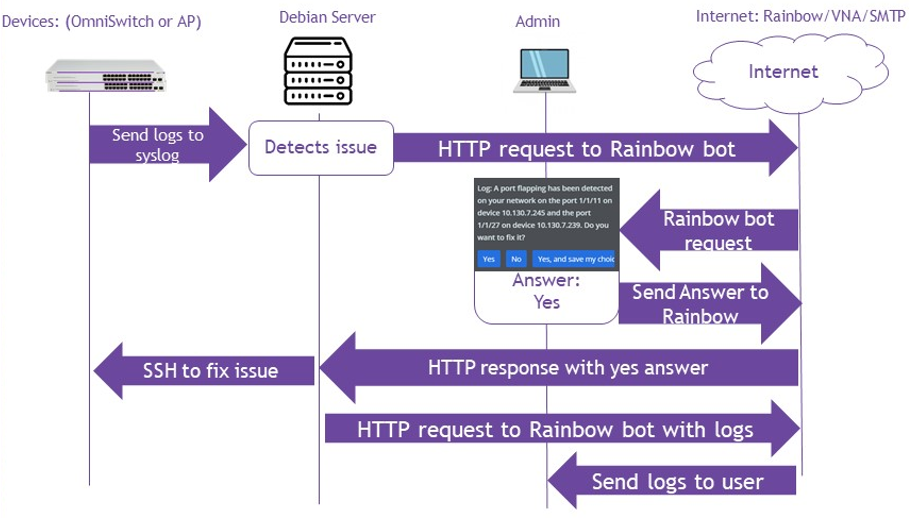 Devices: (OmniSwitch or AP)
Debian Server
Admin
Internet: Rainbow/VNA/SMTP
Internet
Send logs to
syslog
Detects issue
HTTP request to Rainbow bot
Log: A port flapping has been detected
on your network on the port 1/1/11 on
device 10.130.7.245 and the port
1/1/27 on device 10.130.7.239. Do you
want to fix it?
Yes
No
Yes, and save my choic
Rainbow bot
request
Answer:
Yes
Send Answer to
Rainbow
HTTP response with yes answer
SSH to fix issue
HTTP request to Rainbow bot with logs
Send logs to user